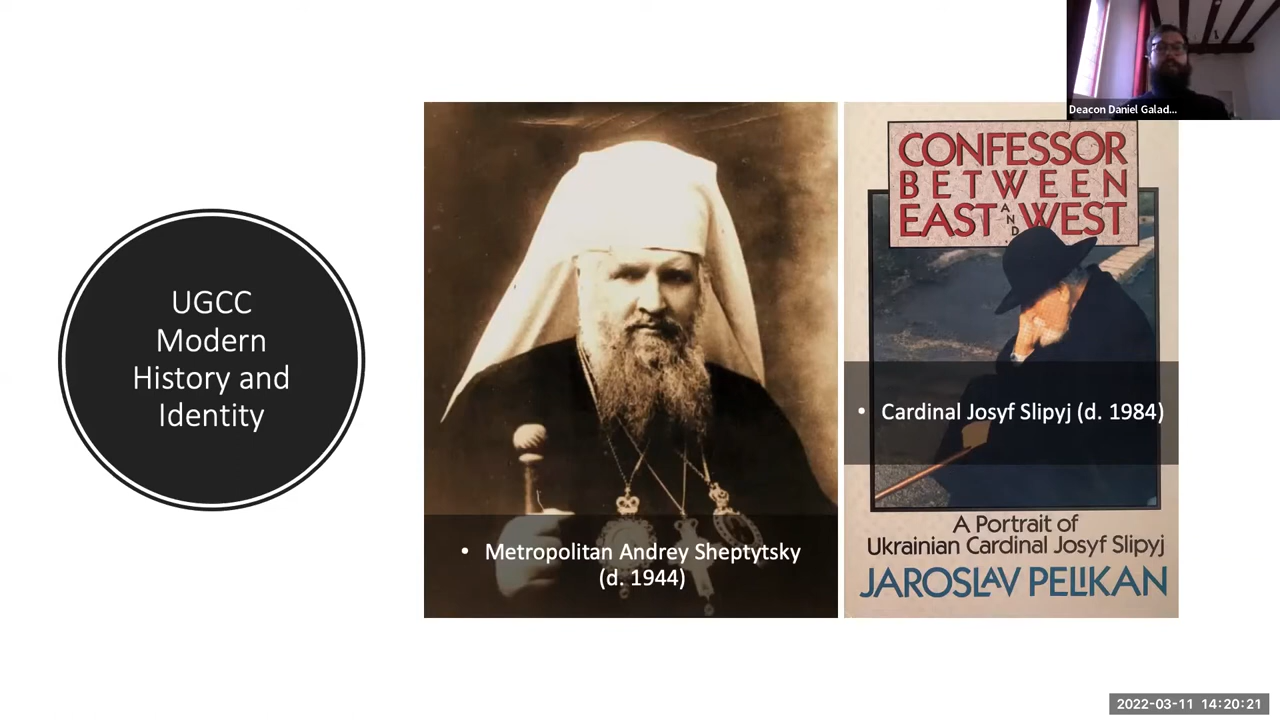 Deacon Daniel Galad...
UGCC
Modern
History and
Identity
• Metropolitan Andrey Sheptytsky
(d. 1944)
CONFESSOR
BETWEEN
EAST AND WEST
• Cardinal Josyf Slipyj (d. 1984)
A Portrait of
Ukrainian Cardinal Josyf Slipyj
JAROSLAV PELIKAN
2022-03-11 14:20:21